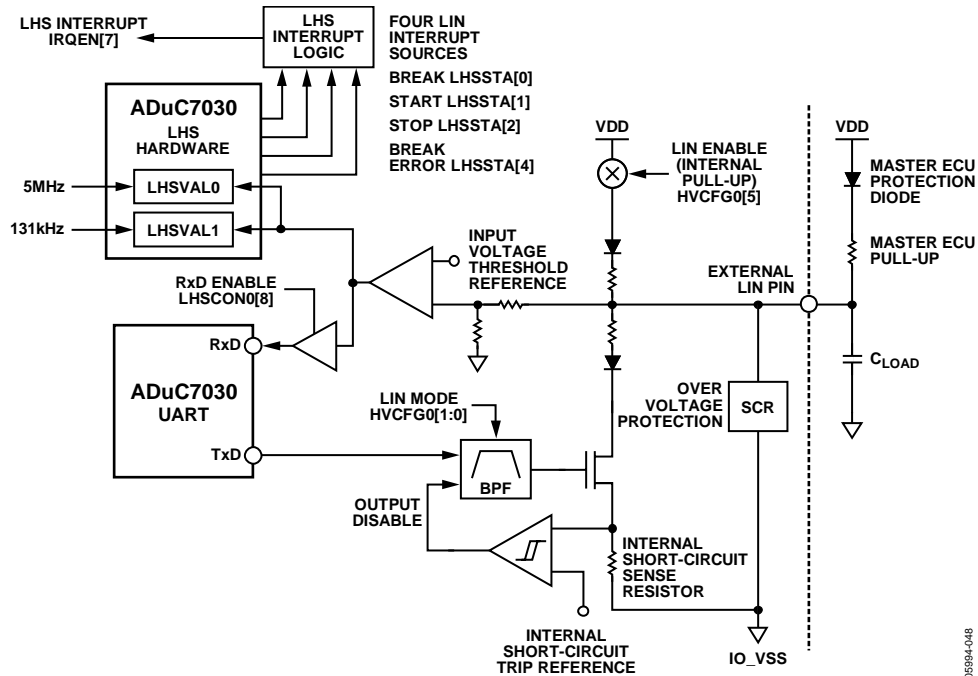 LHS INTERRUPT
IRQEN[7]
LHS
INTERRUPT
LOGIC
FOUR LIN
INTERRUPT
SOURCES
BREAK LHSSTA[0]
START LHSSTA[1]
STOP LHSSTA[2]
BREAK
ERROR LHSSTA[4]
ADuC7030
LHS
HARDWARE
5MHz
LHSVAL0
131kHz
LHSVAL1
VDD
LIN ENABLE
(INTERNAL
PULL-UP)
HVCFG0[5]
VDD
MASTER ECU
PROTECTION
DIODE
MASTER ECU
PULL-UP
INPUT
VOLTAGE
THRESHOLD
REFERENCE
EXTERNAL
LIN PIN
RxD ENABLE
LHSCON0[8]
RxD
ADuC7030
UART
TxD
CLOAD
OVER
VOLTAGE
PROTECTION
SCR
LIN MODE
HVCFG0[1:0]
BPF
OUTPUT
DISABLE
INTERNAL
SHORT-CIRCUIT
SENSE
RESISTOR
INTERNAL
SHORT-CIRCUIT
TRIP REFERENCE
IO_VSS
05994-048